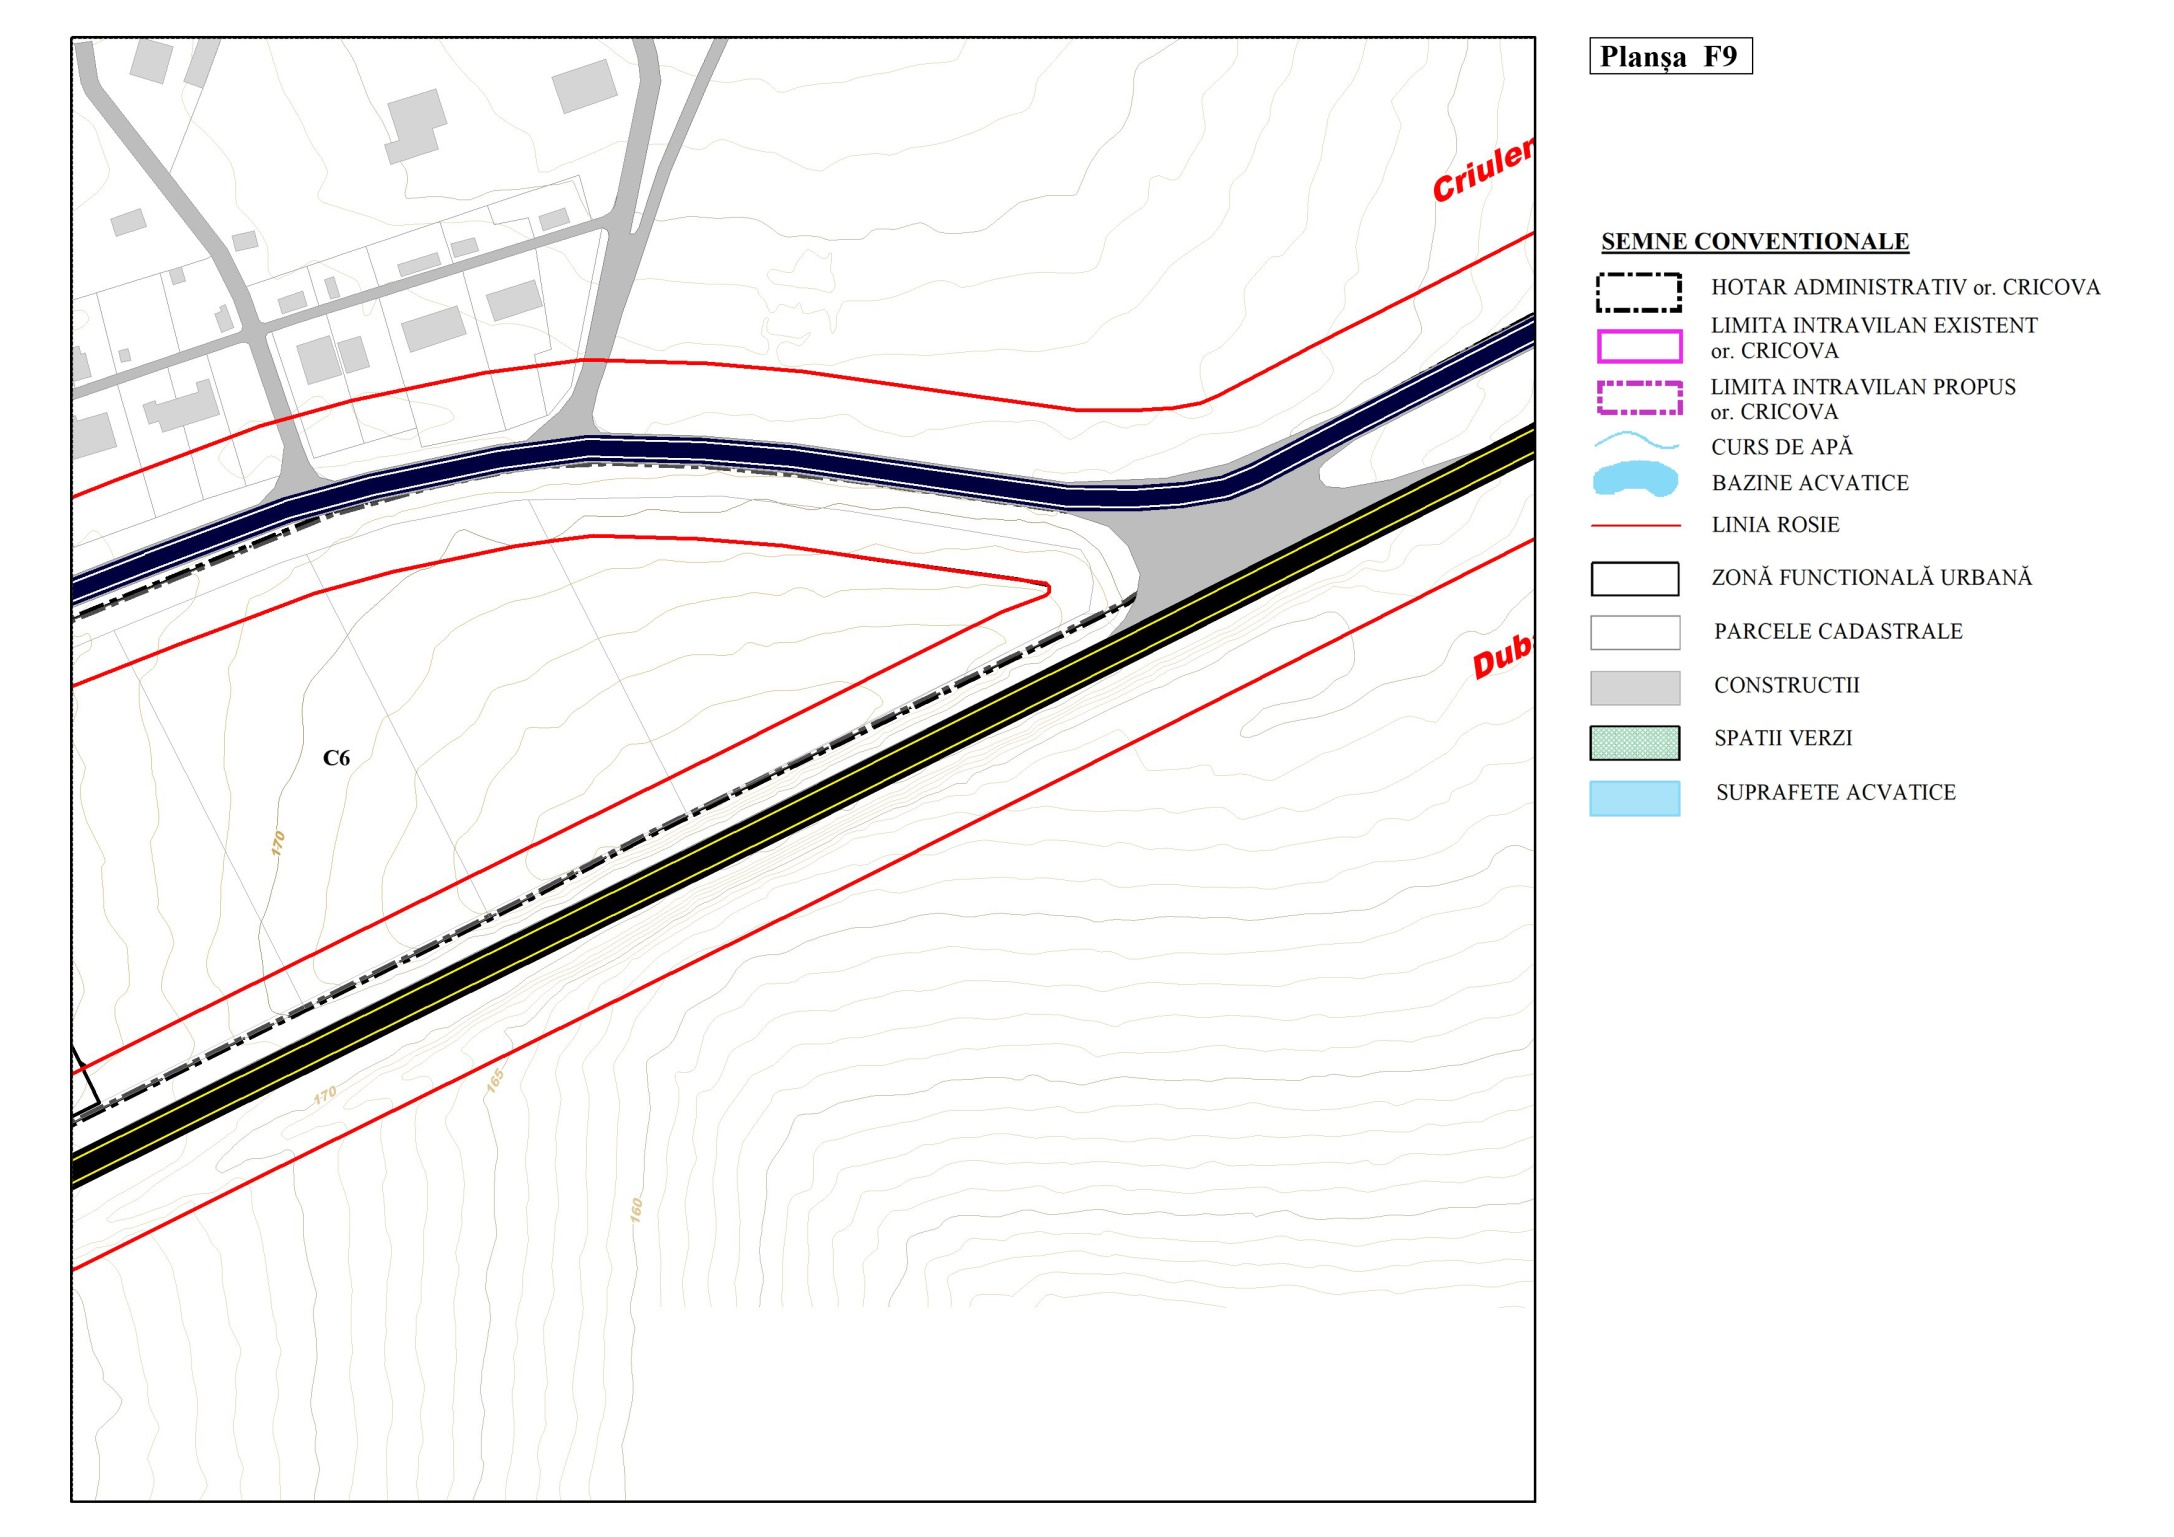 Planșa F9
Criuler
SEMNE CONVENTIONALE
HOTAR ADMINISTRATIV or. CRICOVA
LIMITA INTRAVILAN EXISTENT
or. CRICOVA
LIMITA INTRAVILAN PROPUS
or. CRICOVA
CURS DE APĂ
BAZINE ACVATICE
LINIA ROSIE
ZONĂ FUNCTIONALĂ URBANĂ
PARCELE CADASTRALE
CONSTRUCTII
SPATII VERZI
SUPRAFETE ACVATICE
Dub
C6
170
170
165
160